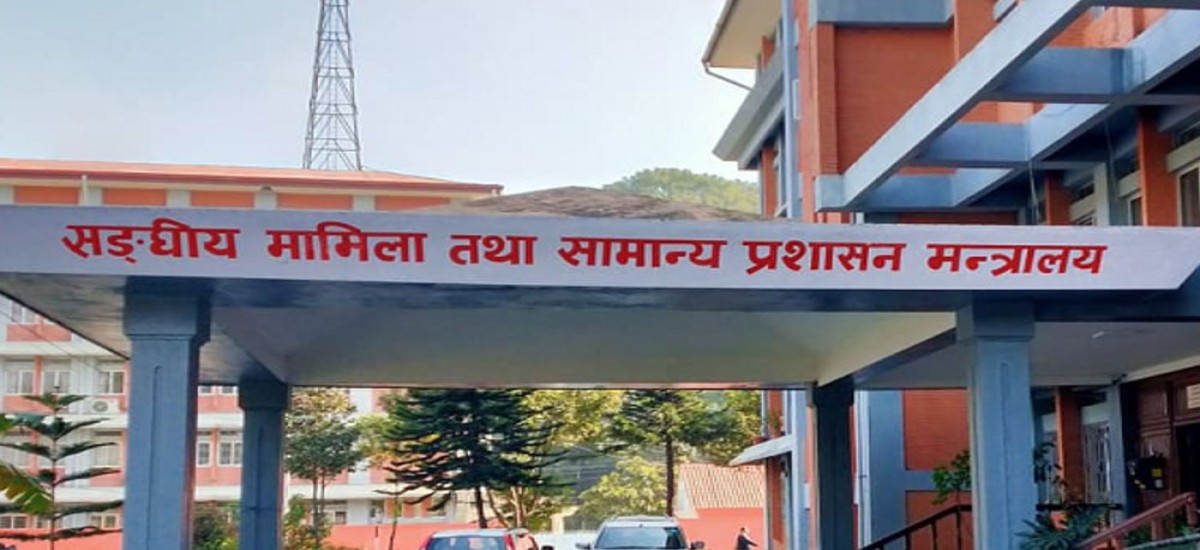 सङ्घीय मामिला तथा सामान्य प्रशासन मन्त्रालय